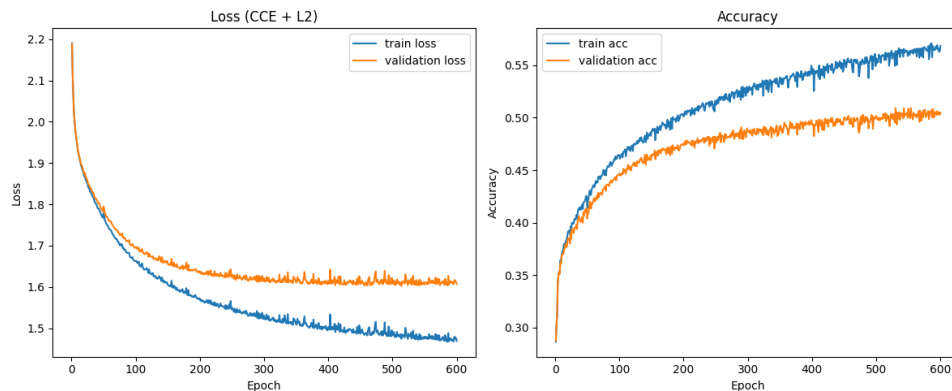 Loss (CCE + L2)
2.2
2.1
2.0
1.9
1.8
1.7
1.6
1.5
Loss
train loss
validation loss
0
100
200
300
400
500
600
Epoch
Accuracy
0.55
0.50
0.45
0.40
0.35
0.30
Accuracy
train acc
validation acc
0
100
200
300
400
500
600
Epoch